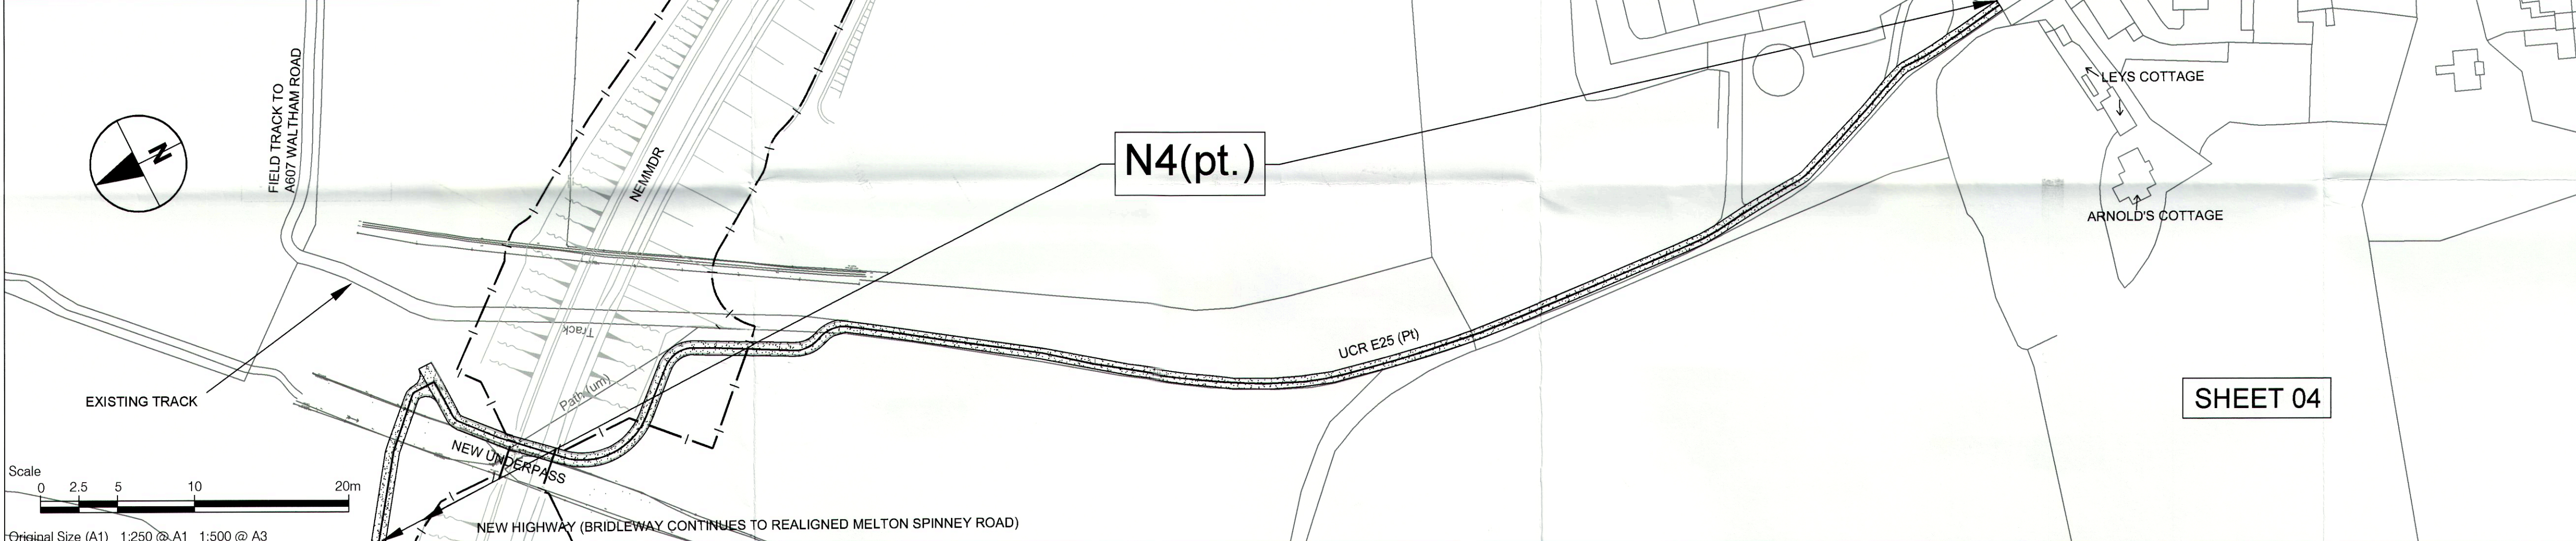 FIELD TRACK TO
A607 WALTHAM ROAD
N
NEMMDR
N4(pt.)
LEYS COTTAGE
ARNOLD'S COTTAGE
Track
UCR E25 (Pt)
Path (um)
EXISTING TRACK
SHEET 04
NEW UNDERPASS
Scale
0 2.5 5 10 20m
NEW HIGHWAY (BRIDLEWAY CONTINUES TO REALIGNED MELTON SPINNEY ROAD)
Original Size (A1) 1:250 @ A1 1:500 @ A3